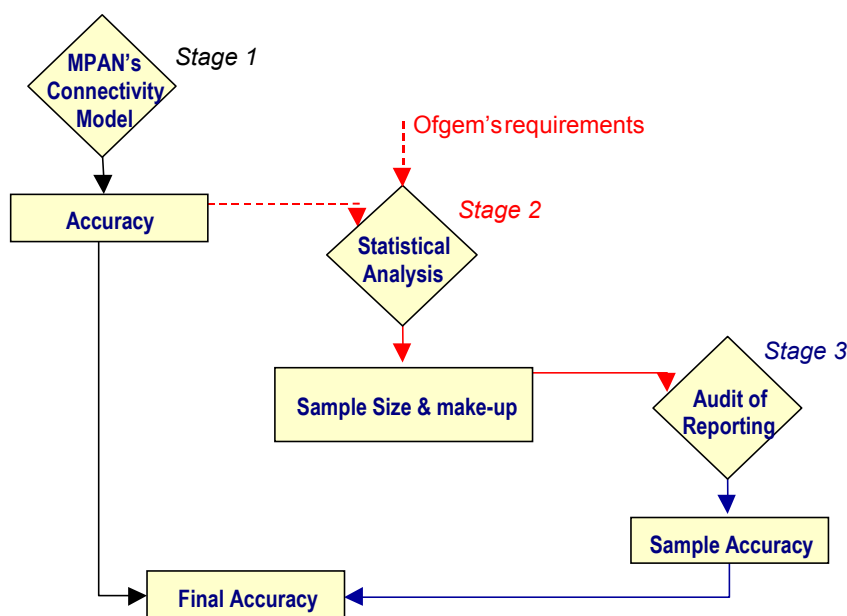 MPAN's
Connectivity
Model
Stage 1
Ofgem's requirements
Accuracy
Stage 2
Statistical
Analysis
Stage 3
Sample Size & make-up
Audit of
Reporting
Sample Accuracy
Final Accuracy